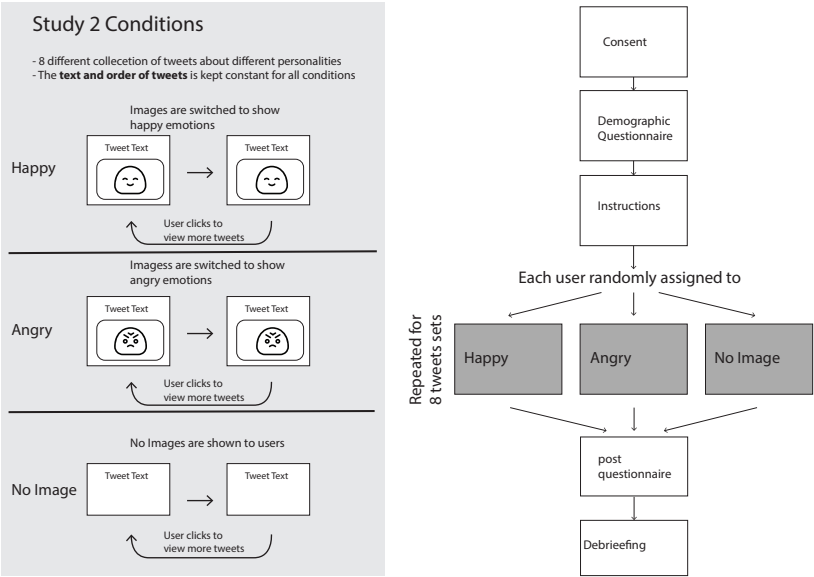 Study 2 Conditions
- 8 different collecetion of tweets about different personalities
- The text and order of tweets is kept constant for all conditions
Images are switched to show
happy emotions
Happy
Tweet Text
Tweet Text
User clicks to
view more tweets
Imagess are switched to show
angry emotions
Angry
Tweet Text
Tweet Text
User clicks to
view more tweets
No Images are shown to users
No Image
Tweet Text
Tweet Text
User clicks to
view more tweets
Consent
Demographic
Questionnaire
Instructions
Each user randomly assigned to
Repeated for
8 tweets sets
Happy
Angry
No Image
post
questionnaire
Debrieefing